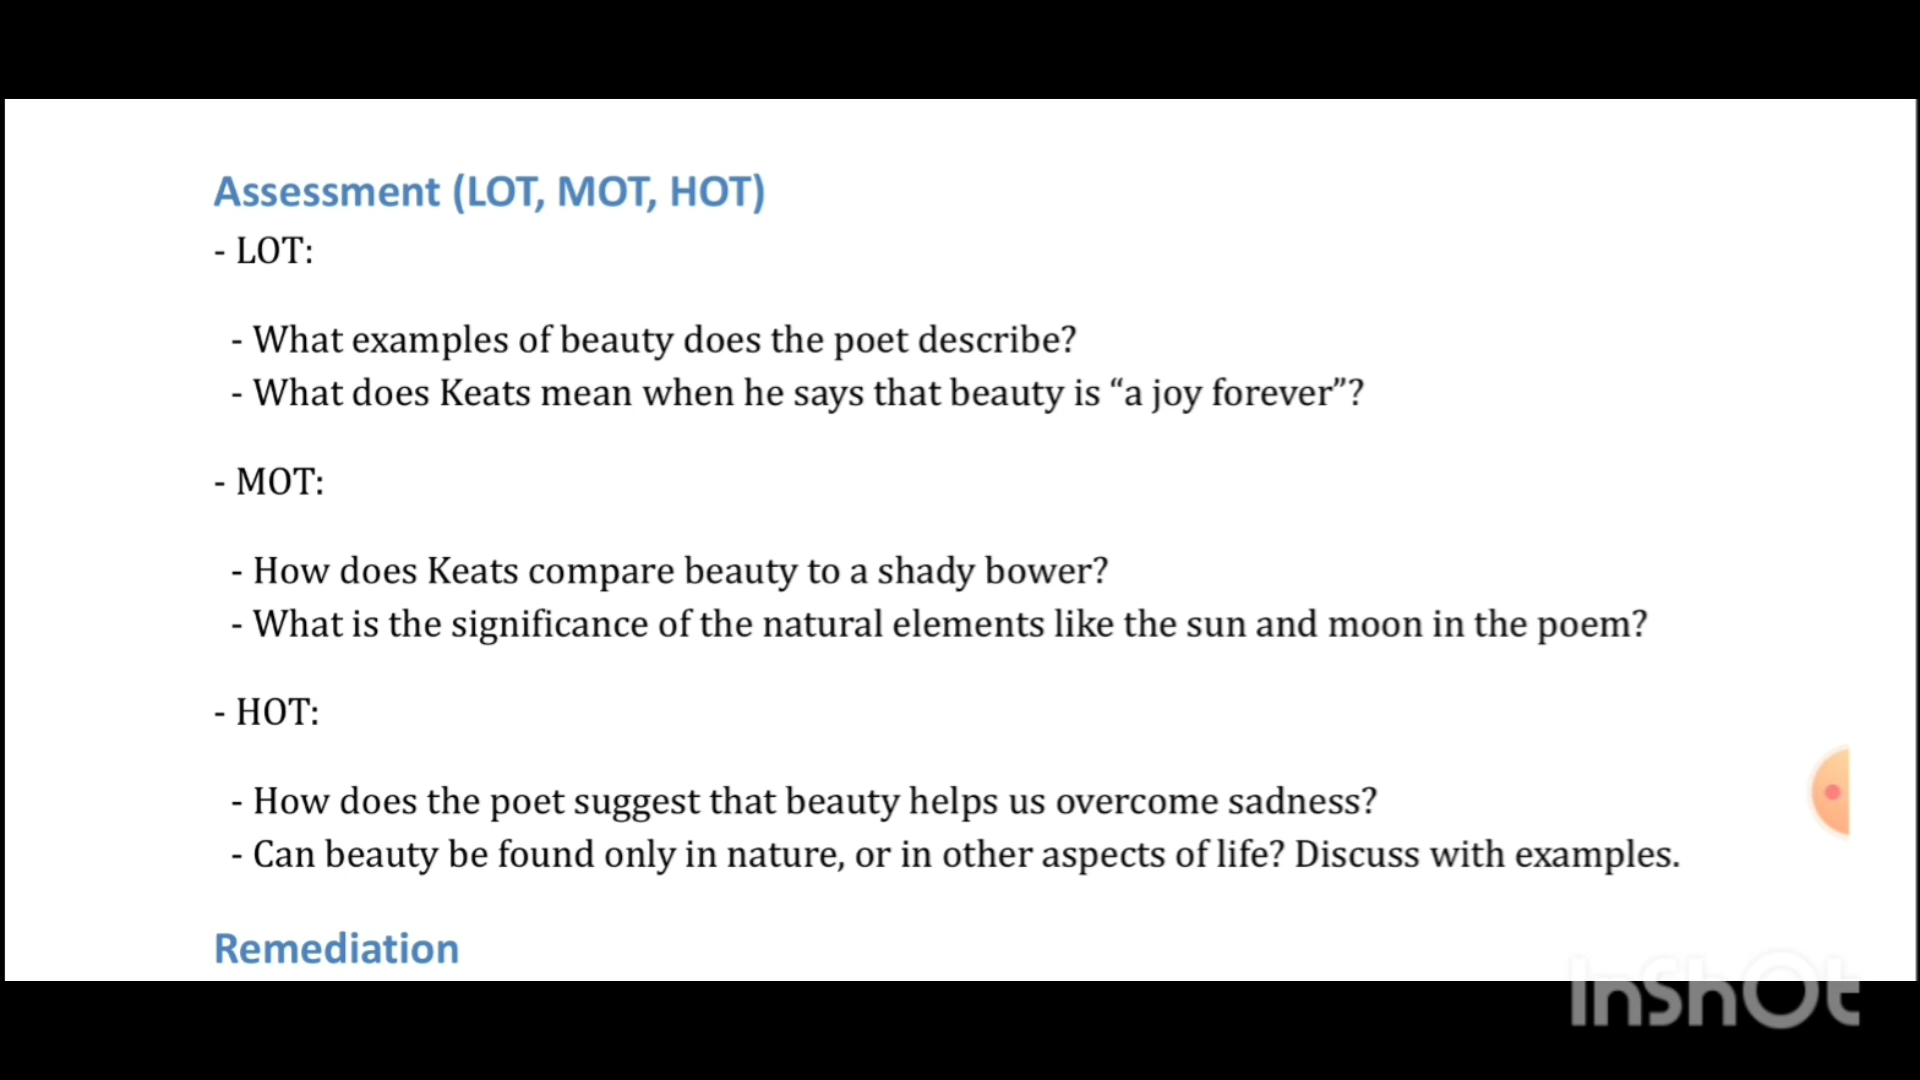 Assessment (LOT, MOT, HOT)
- LOT:
- What examples of beauty does the poet describe?
- What does Keats mean when he says that beauty is “a joy forever”?
- MOT:
- How does Keats compare beauty to a shady bower?
- What is the significance of the natural elements like the sun and moon in the poem?
- HOT:
- How does the poet suggest that beauty helps us overcome sadness?
- Can beauty be found only in nature, or in other aspects of life? Discuss with examples.
Remediation
InShOt